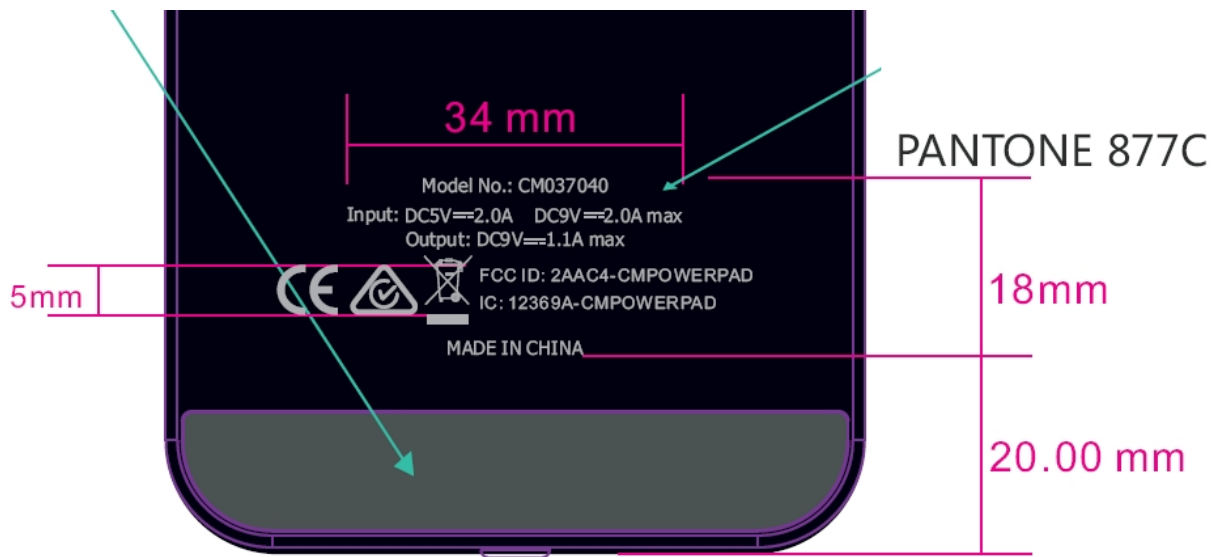 34 mm
PANTONE 877C
Model No.: CM037040
Input: DC5V⎓2.0A DC9V⎓2.0A max
Output: DC9V⎓1.1A max
5mm
CE
FCC ID: 2AAC4-CMPOWERPAD
IC: 12369A-CMPOWERPAD
18mm
MADE IN CHINA
20.00 mm